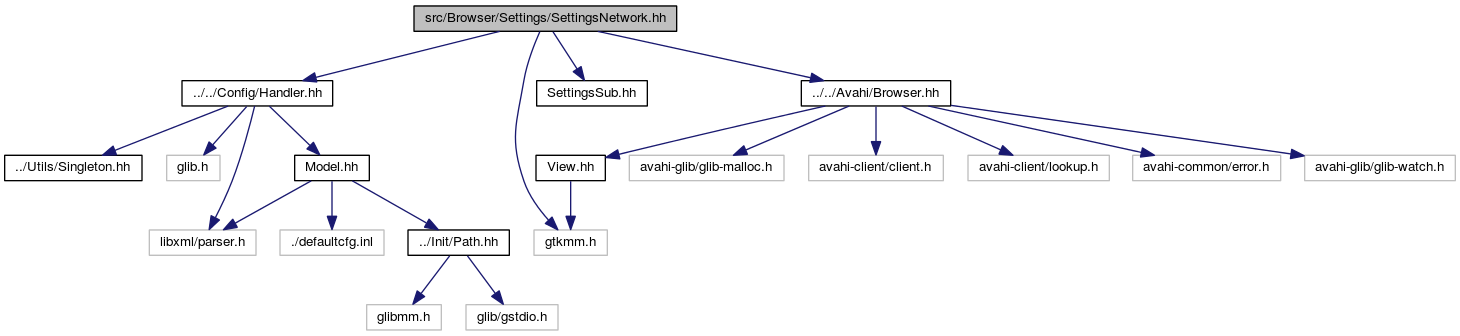 src/Browser/Settings/SettingsNetwork.hh
../../Config/Handler.hh
SettingsSub.hh
../../Avahi/Browser.hh
../Utils/Singleton.hh
glib.h
Model.hh
View.hh
avahi-glib/glib-malloc.h
avahi-client/client.h
avahi-client/lookup.h
avahi-common/error.h
avahi-glib/glib-watch.h
libxml/parser.h
./defaultcfg.inl
../Init/Path.hh
gtkmm.h
glibmm.h
glib/gstdio.h